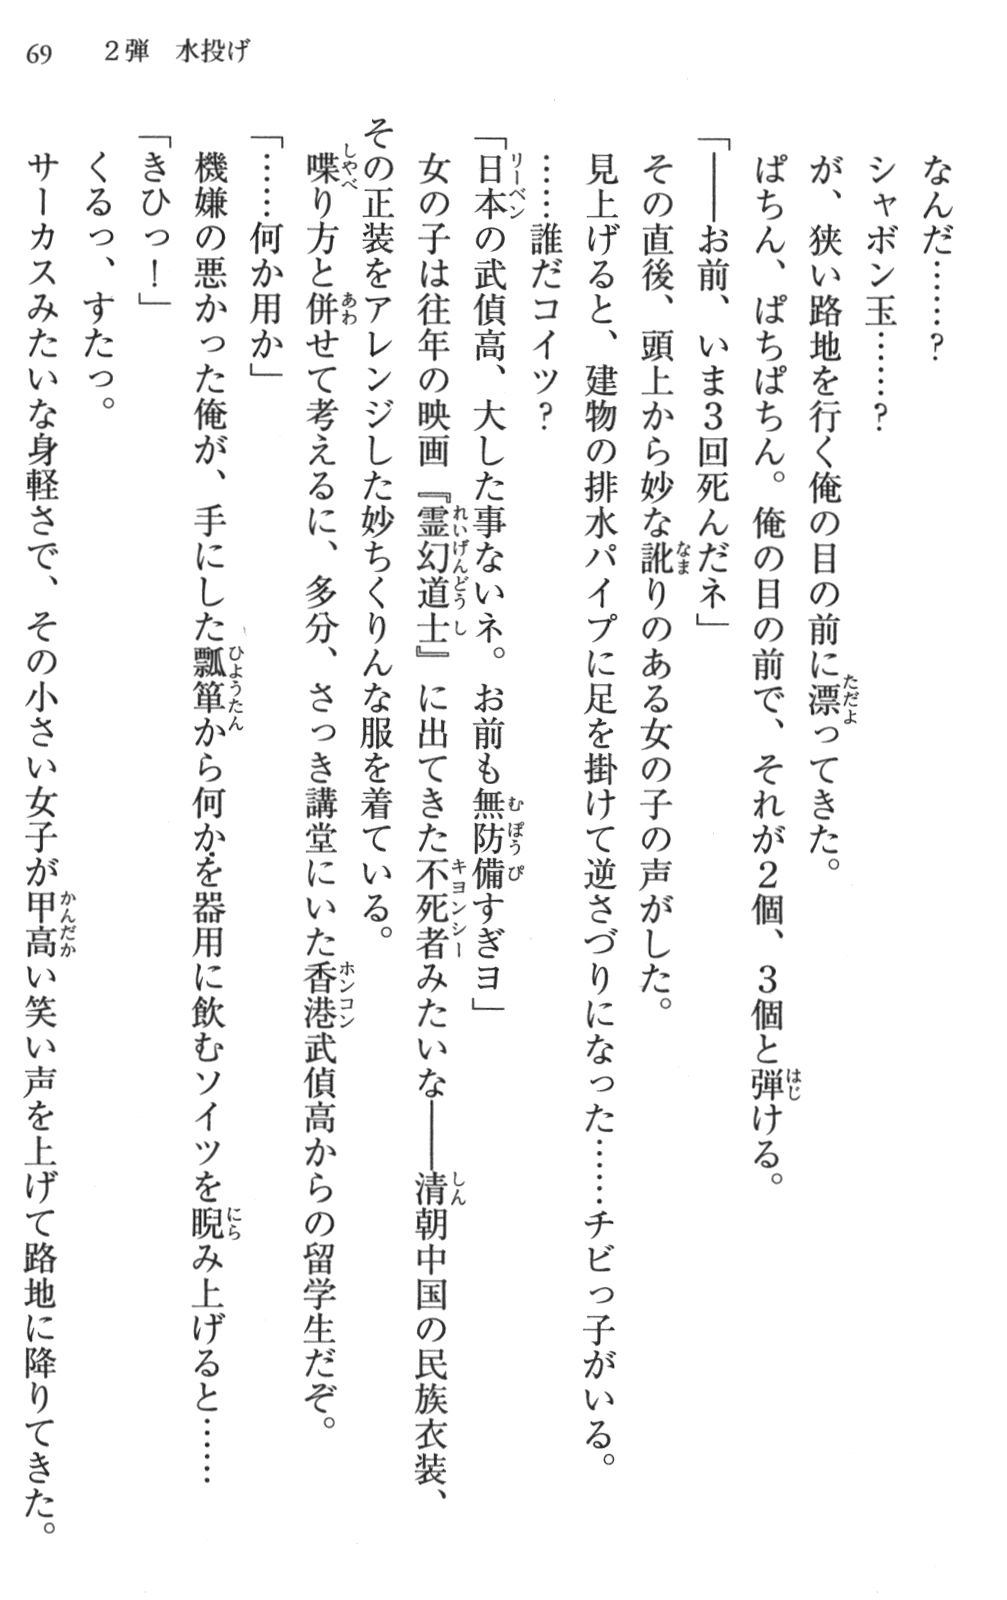 69　2弾　水投げ
なんだ……？
シャボン玉……？
が、狭い路地を行く俺の目の前に漂ってきた。
ぱちん、ぱちぱちん。俺の目の前で、それが2個、3個と弾ける。
「――お前、いま3回死んだネ」
その直後、頭上から妙な訛りのある女の子の声がした。
見上げると、建物の排水パイプに足を掛けて逆さづりになった……チビっ子がいる。
……誰だコイツ？
「日本の武偵高、大した事ないネ。お前も無防備すぎヨ」
女の子は往年の映画『霊幻道士』に出てきた不死者みたいな――清朝中国の民族衣装、
その正装をアレンジした妙ちくりんな服を着ている。
喋り方と併せて考えるに、多分、さっき講堂にいた香港武偵高からの留学生だぞ。
「……何か用か」
機嫌の悪かった俺が、手にした瓢箪から何かを器用に飲むソイツを睨み上げると……
「きひっ！」
くるっ、すたっ。
サーカスみたいな身軽さで、その小さい女子が甲高い笑い声を上げて路地に降りてきた。